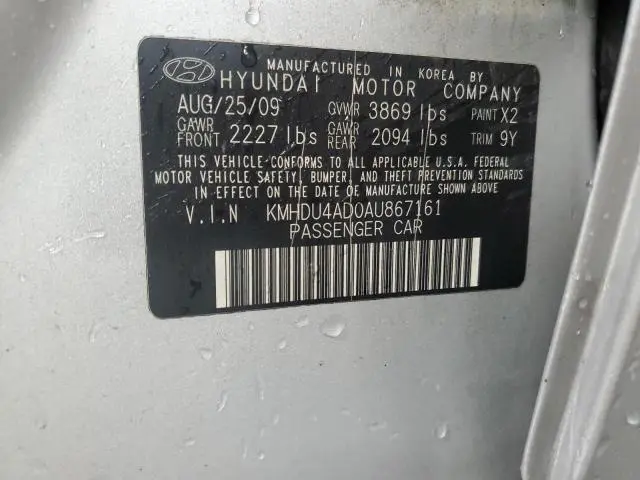 MANUFACTURED IN KOREA BY
HYUNDAI MOTOR COMPANY
AUG/25/09 GVWR 3869 lbs PAINT X2
GAWR FRONT 2227 lbs GAWR REAR 2094 lbs TRIM 9Y
THIS VEHICLE CONFORMS TO ALL APPLICABLE U.S.A. FEDERAL
MOTOR VEHICLE SAFETY, BUMPER, AND THEFT PREVENTION STANDARDS
IN EFFECT ON THE DATE OF MANUFACTURE SHOWN ABOVE.
V.I.N KMHDU4AD0AU867161
PASSENGER CAR